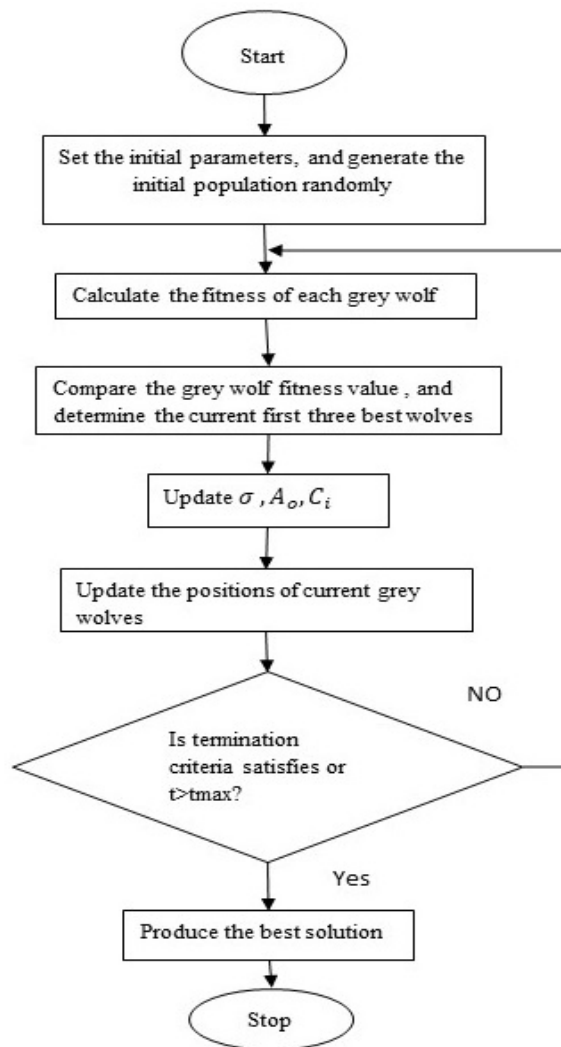 Start
Set the initial parameters, and generate the
initial population randomly
Calculate the fitness of each grey wolf
Compare the grey wolf fitness value , and
determine the current first three best wolves
Update σ , Aₒ, Cᵢ
Update the positions of current grey
wolves
NO
Is termination
criteria satisfies or
t>tmax?
Yes
Produce the best solution
Stop